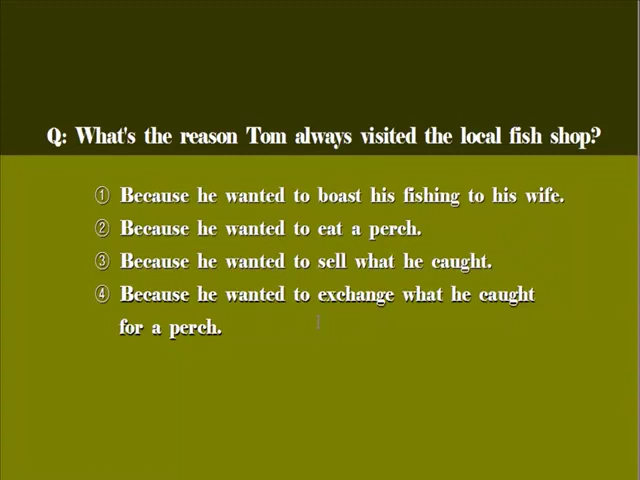 Q: What's the reason Tom always visited the local fish shop?
① Because he wanted to boast his fishing to his wife.
② Because he wanted to eat a perch.
③ Because he wanted to sell what he caught.
④ Because he wanted to exchange what he caught
for a perch.